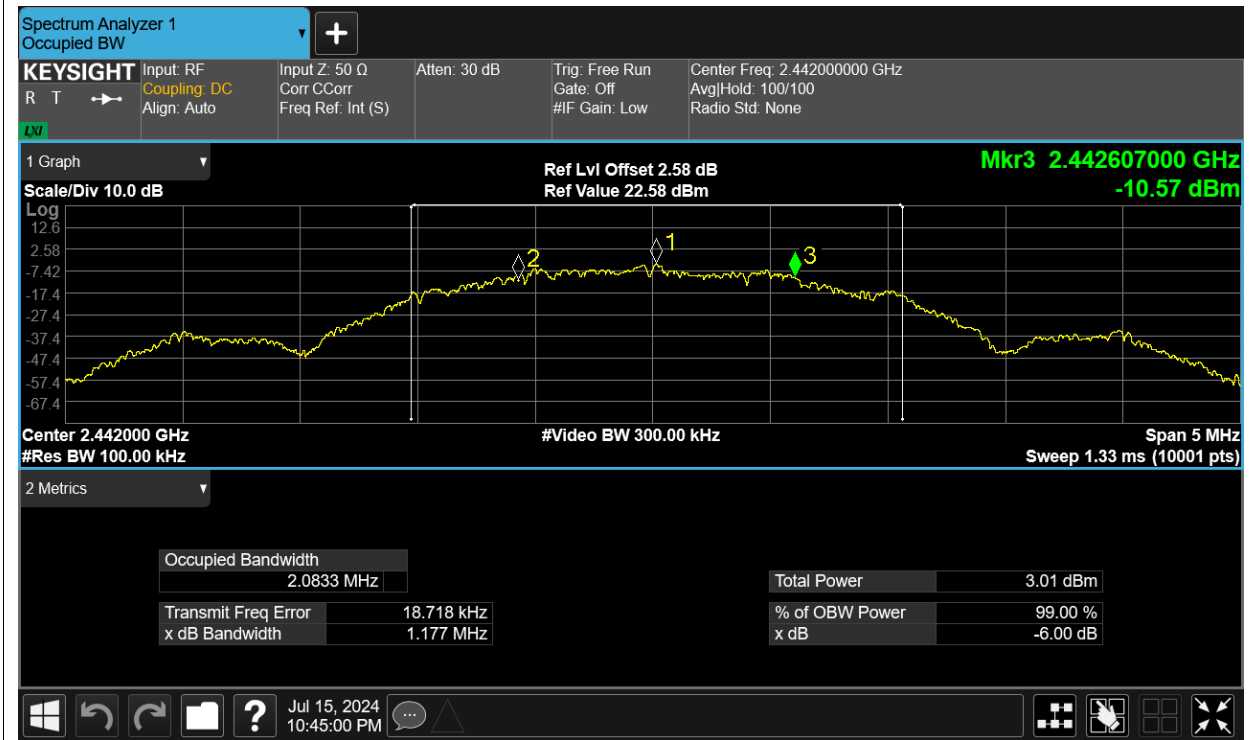 Spectrum Analyzer 1
Occupied BW
▼
+
KEYSIGHT
R T
LXI
Input: RF
Coupling: DC
Align: Auto
Input Z: 50 Ω
Corr CCorr
Freq Ref: Int (S)
Atten: 30 dB
Trig: Free Run
Gate: Off
#IF Gain: Low
Center Freq: 2.442000000 GHz
Avg|Hold: 100/100
Radio Std: None
1 Graph ▼
Scale/Div 10.0 dB
Ref Lvl Offset 2.58 dB
Ref Value 22.58 dBm
Mkr3 2.442607000 GHz
-10.57 dBm
Log
12.6
2.58
-7.42
-17.4
-27.4
-37.4
-47.4
-57.4
-67.4
2
1
3
Center 2.442000 GHz
#Res BW 100.00 kHz
#Video BW 300.00 kHz
Span 5 MHz
Sweep 1.33 ms (10001 pts)
2 Metrics ▼
Occupied Bandwidth
2.0833 MHz
Total Power 3.01 dBm
Transmit Freq Error 18.718 kHz
% of OBW Power 99.00 %
x dB Bandwidth 1.177 MHz
x dB -6.00 dB
?
Jul 15, 2024
10:45:00 PM